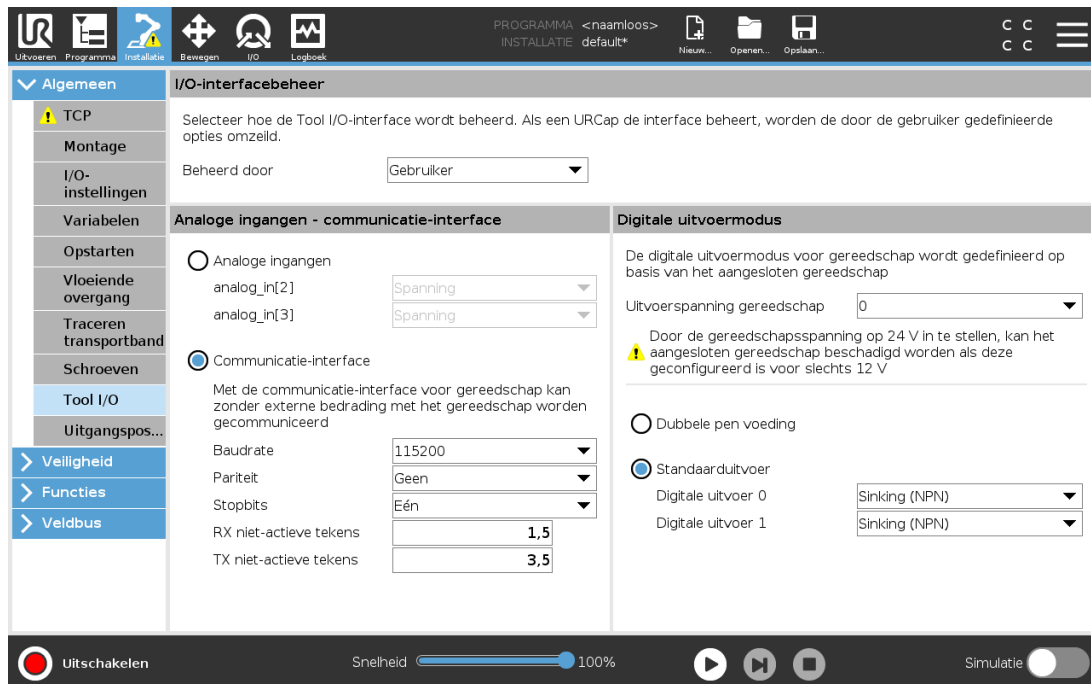 PROGRAMMA <naamloos>
INSTALLATIE default*
Uitvoeren Programma Installatie Bewegen I/O Logboek Nieuw... Openen... Opslaan...
C C
C C
Algemeen
TCP
Montage
I/O-
instellingen
Variabelen
Opstarten
Vloeiende
overgang
Traceren
transportband
Schroeven
Tool I/O
Uitgangspos...
Veiligheid
Functies
Veldbus
I/O-interfacebeheer
Selecteer hoe de Tool I/O-interface wordt beheerd. Als een URCap de interface beheert, worden de door de gebruiker gedefinieerde
opties omzeild.
Beheerd door Gebruiker
Analoge ingangen - communicatie-interface
Analoge ingangen
analog_in[2] Spanning
analog_in[3] Spanning
Communicatie-interface
Met de communicatie-interface voor gereedschap kan
zonder externe bedrading met het gereedschap worden
gecommuniceerd
Baudrate 115200
Pariteit Geen
Stopbits Eén
RX niet-actieve tekens 1,5
TX niet-actieve tekens 3,5
Digitale uitvoermodus
De digitale uitvoermodus voor gereedschap wordt gedefinieerd op
basis van het aangesloten gereedschap
Uitvoerspanning gereedschap 0
Door de gereedschapsspanning op 24 V in te stellen, kan het
aangesloten gereedschap beschadigd worden als deze
geconfigureerd is voor slechts 12 V
Dubbele pen voeding
Standaarduitvoer
Digitale uitvoer 0 Sinking (NPN)
Digitale uitvoer 1 Sinking (NPN)
Uitschakelen Snelheid 100% Simulatie